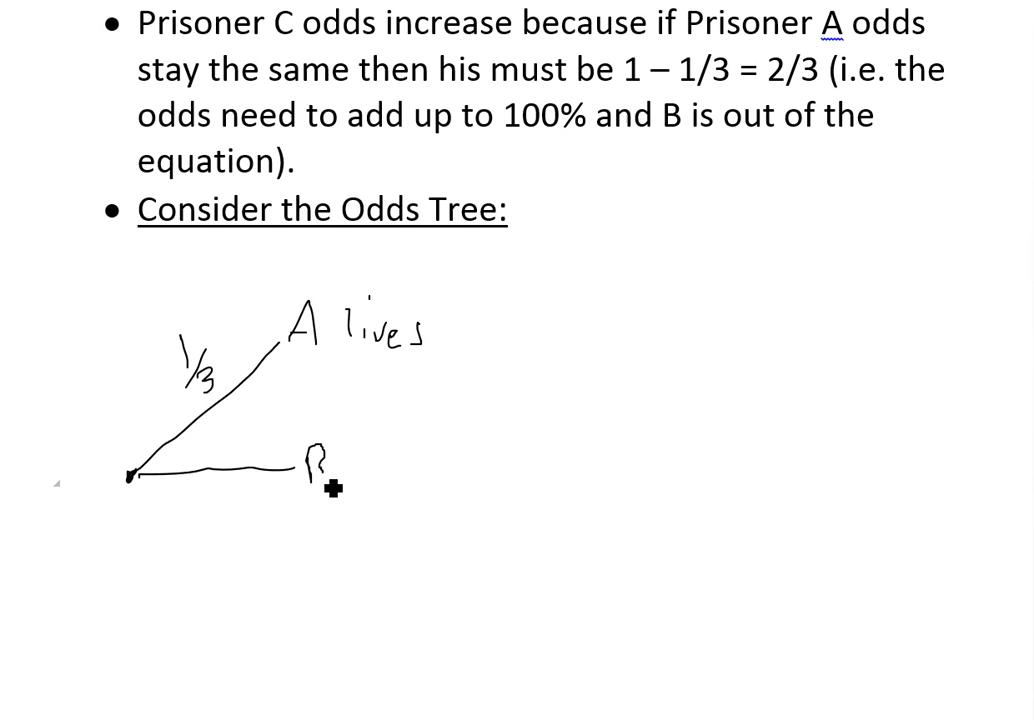 • Prisoner C odds increase because if Prisoner A odds
stay the same then his must be 1 – 1/3 = 2/3 (i.e. the
odds need to add up to 100% and B is out of the
equation).
• Consider the Odds Tree:
A lives
1/3